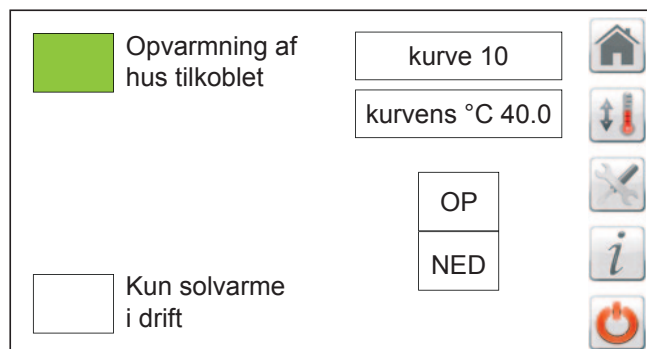 Opvarmning af
hus tilkoblet
kurve 10
kurvens °C 40.0
OP
NED
Kun solvarme
i drift
i